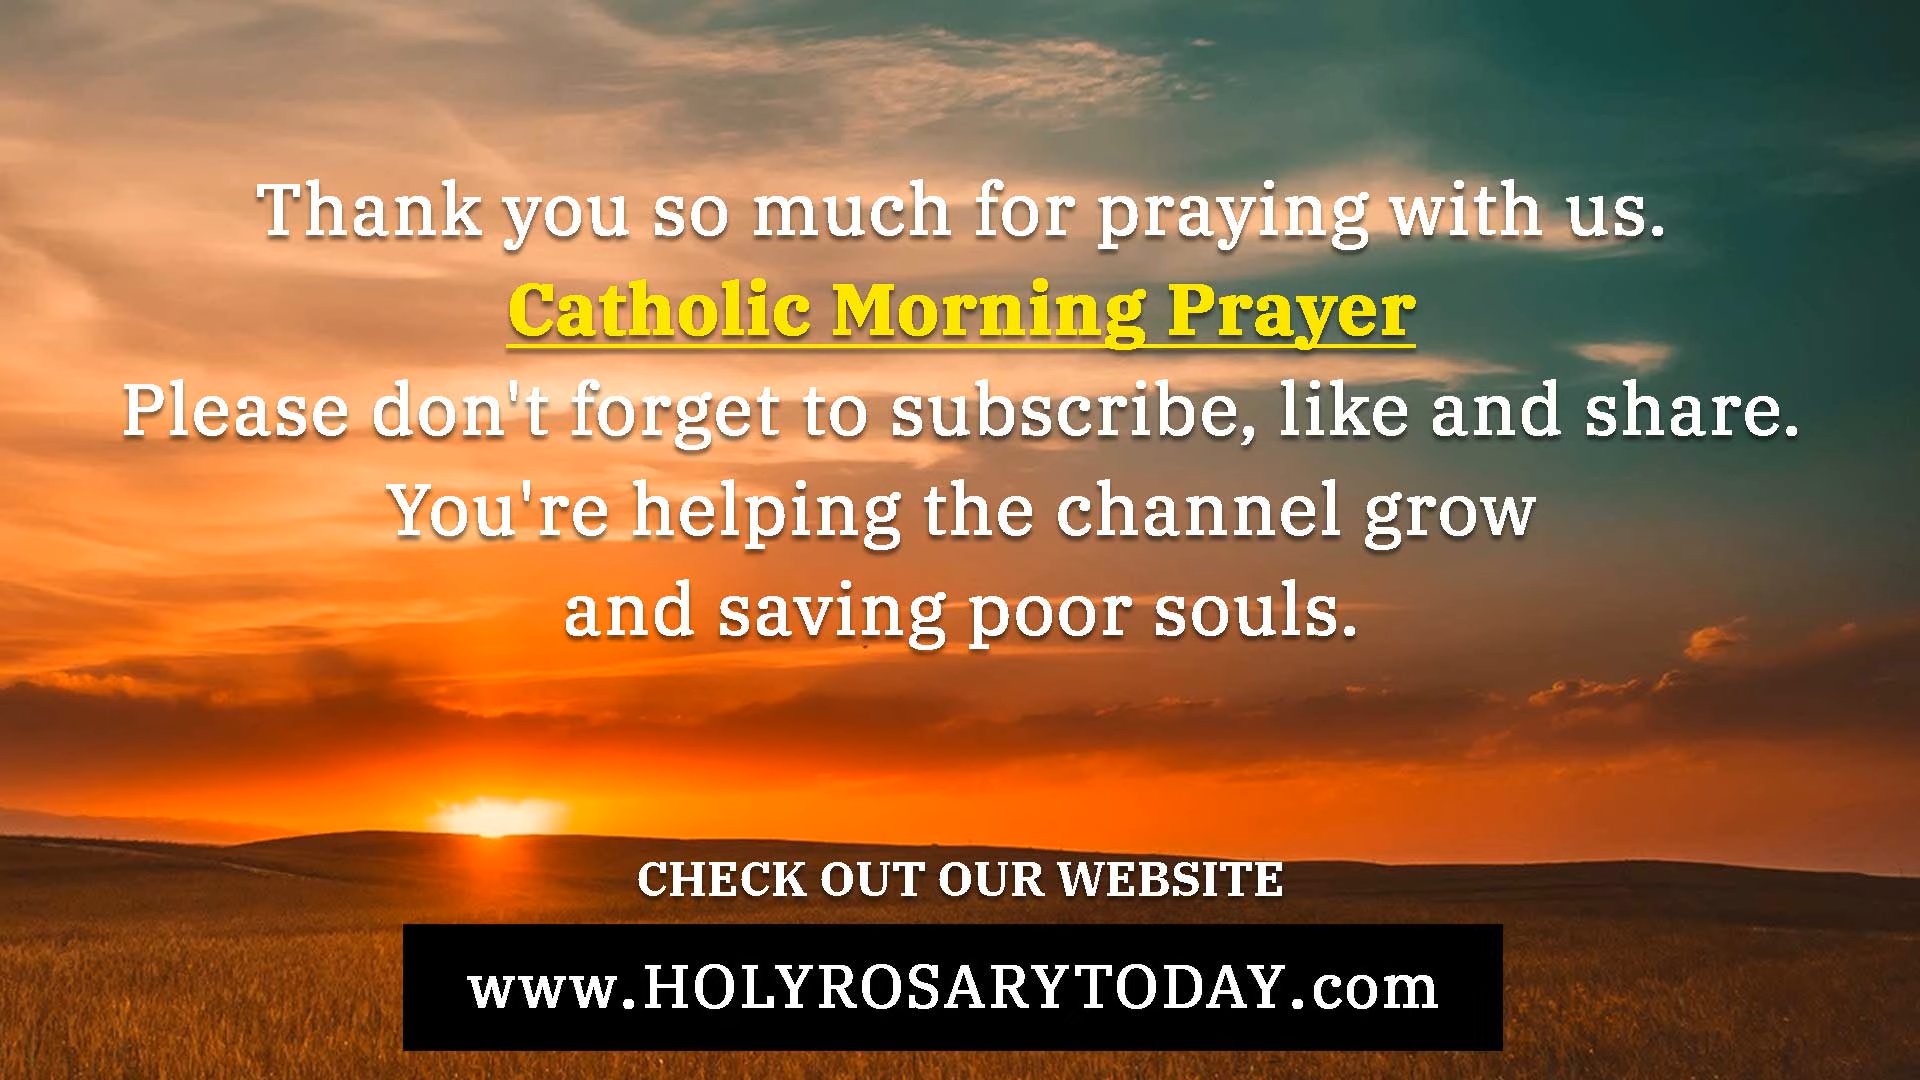 Thank you so much for praying with us.
Catholic Morning Prayer
Please don't forget to subscribe, like and share.
You're helping the channel grow
and saving poor souls.
CHECK OUT OUR WEBSITE
www.HOLYROSARYTODAY.com